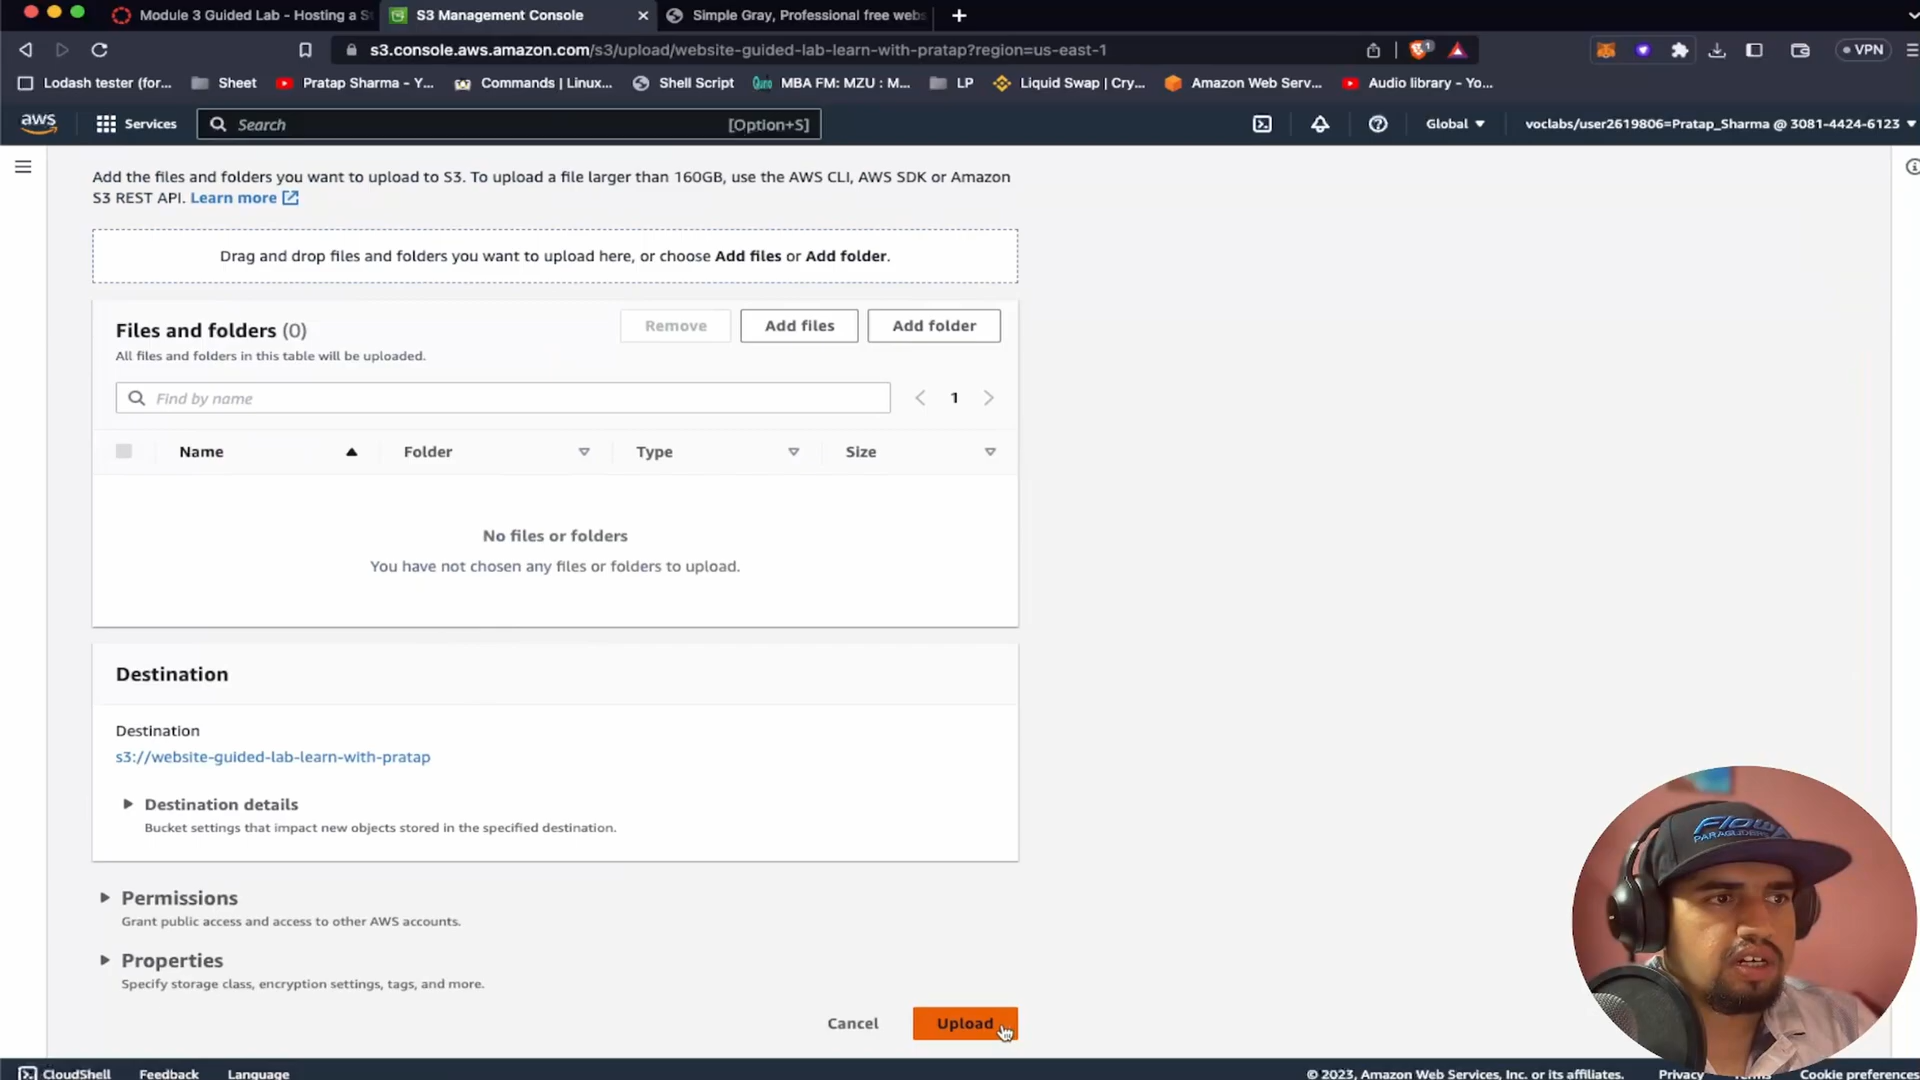 Module 3 Guided Lab - Hosting a S
S3 Management Console
Simple Gray, Professional free webs
s3.console.aws.amazon.com/s3/upload/website-guided-lab-learn-with-pratap?region=us-east-1
1
VPN
Lodash tester (for...
Sheet
Pratap Sharma - Y...
Commands | Linux...
Shell Script
MBA FM: MZU : M...
LP
Liquid Swap | Cry...
Amazon Web Serv...
Audio library - Yo...
aws
Services
Search
[Option+S]
Global
voclabs/user2619806=Pratap_Sharma @ 3081-4424-6123
Add the files and folders you want to upload to S3. To upload a file larger than 160GB, use the AWS CLI, AWS SDK or Amazon
S3 REST API. Learn more
Drag and drop files and folders you want to upload here, or choose Add files or Add folder.
Files and folders (0)
Remove
Add files
Add folder
All files and folders in this table will be uploaded.
Find by name
1
Name
Folder
Type
Size
No files or folders
You have not chosen any files or folders to upload.
Destination
Destination
s3://website-guided-lab-learn-with-pratap
Destination details
Bucket settings that impact new objects stored in the specified destination.
Permissions
Grant public access and access to other AWS accounts.
Properties
Specify storage class, encryption settings, tags, and more.
Cancel
Upload
FLOW
PARAGLIDERS
CloudShell
Feedback
Language
© 2023, Amazon Web Services, Inc. or its affiliates.
Privacy
Terms
Cookie preferences